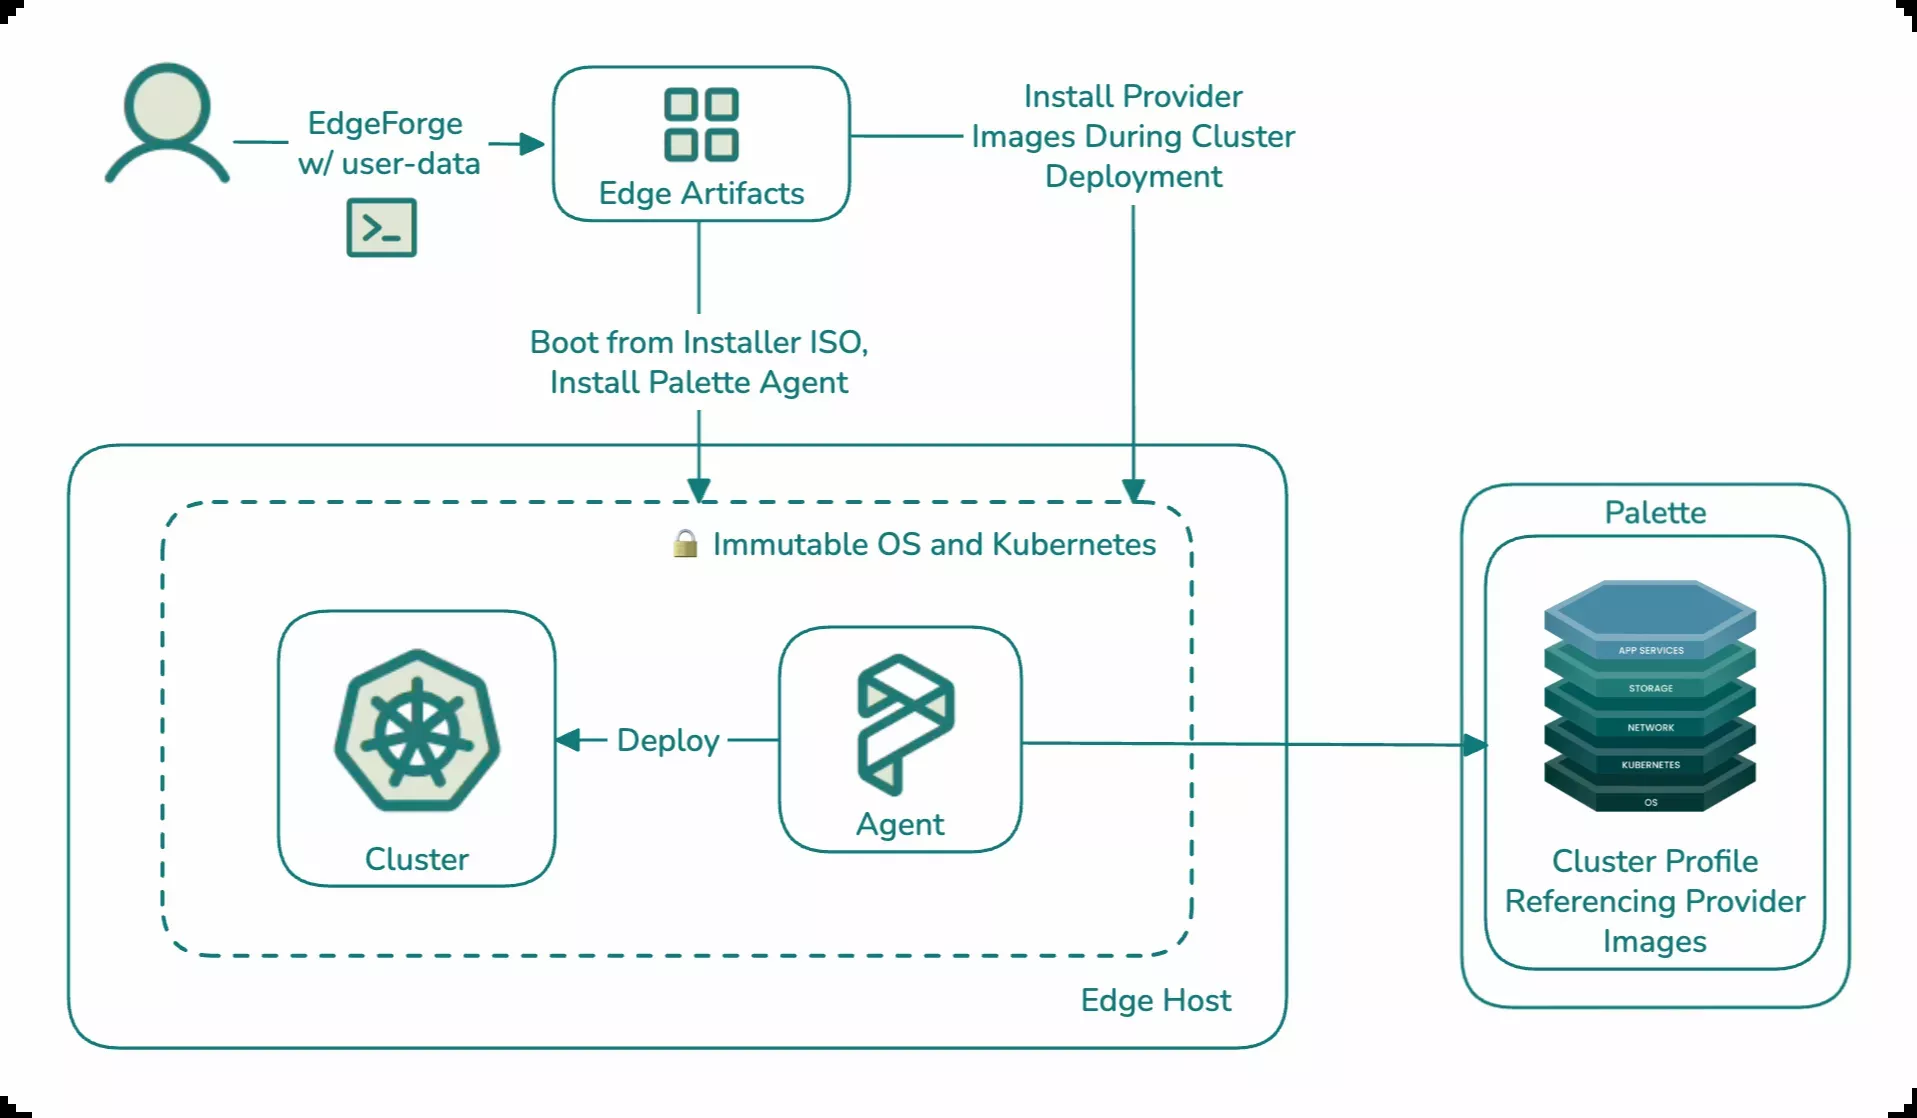 EdgeForge
w/ user-data
>_
Edge Artifacts
Install Provider
Images During Cluster
Deployment
Boot from Installer ISO,
Install Palette Agent
Immutable OS and Kubernetes
Cluster
Deploy
Agent
Edge Host
Palette
APP SERVICES
STORAGE
NETWORK
KUBERNETES
OS
Cluster Profile
Referencing Provider
Images